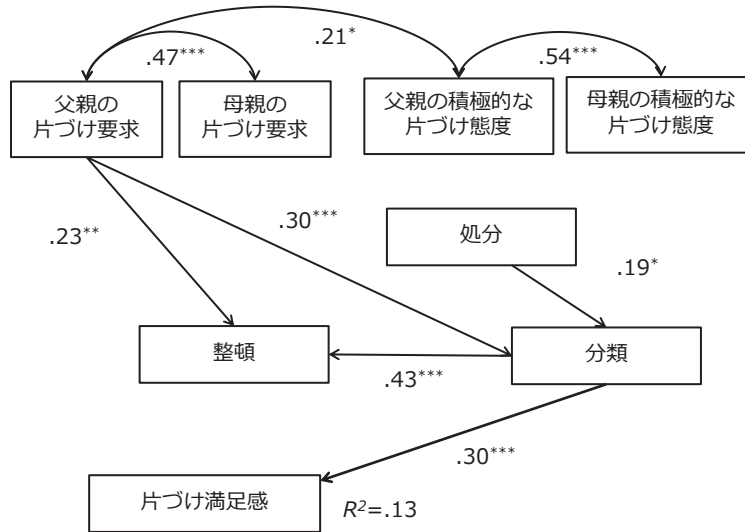 .21*
.47***
.54***
父親の
片づけ要求
母親の
片づけ要求
父親の積極的な
片づけ態度
母親の積極的な
片づけ態度
.23**
.30***
処分
.19*
整頓
分類
.43***
.30***
片づけ満足感
R²=.13